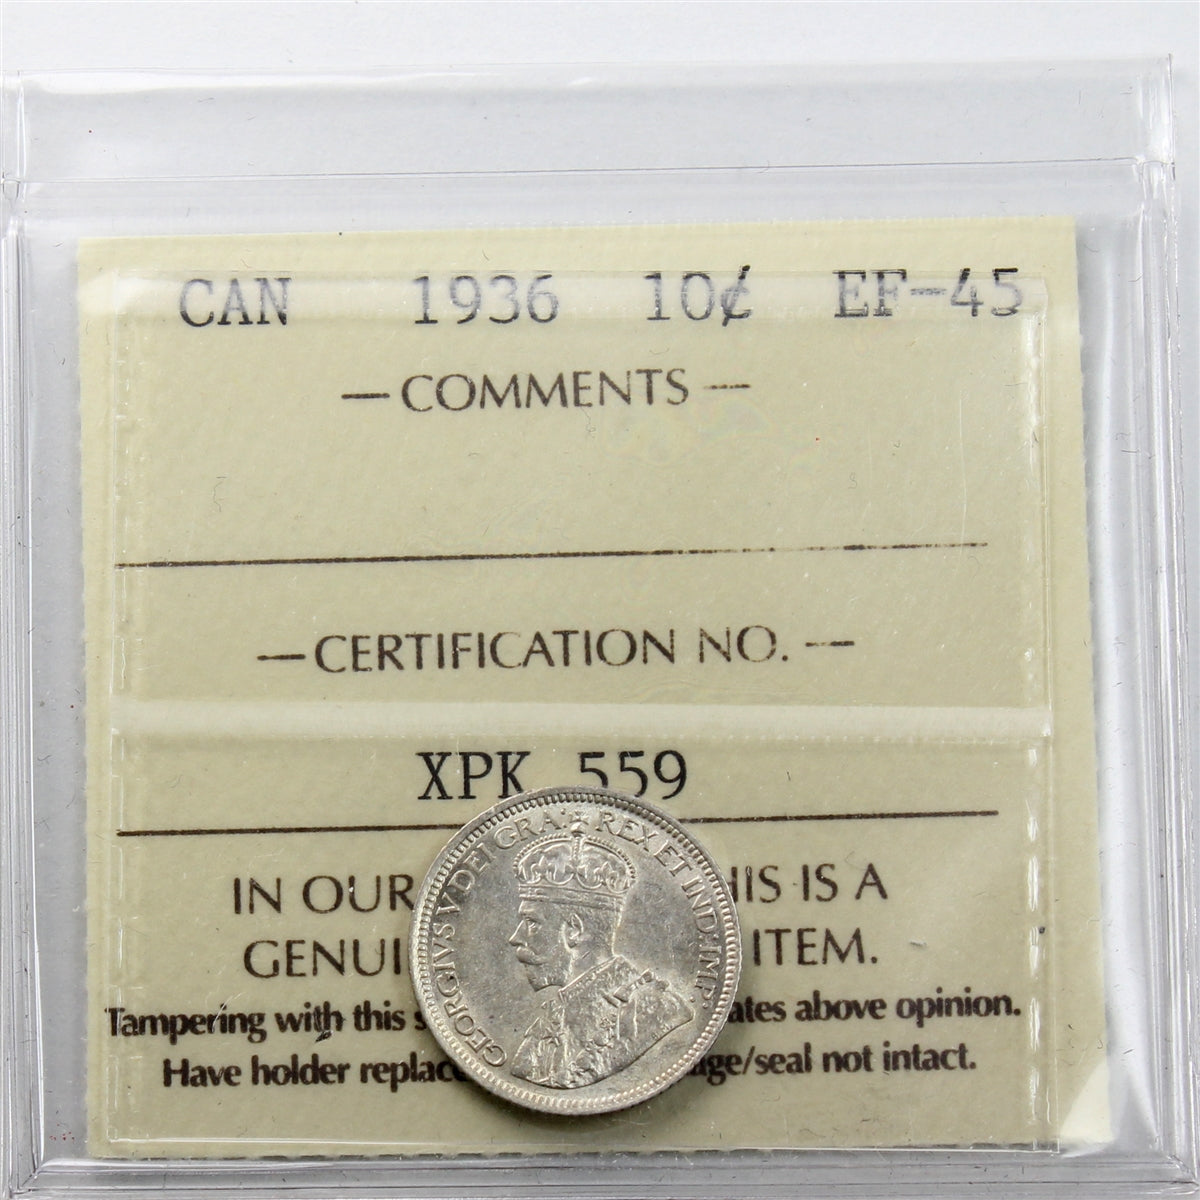 CAN 1936 10¢ EF-45
— COMMENTS —
— CERTIFICATION NO. —
XPK 559
GEORGIVS V DEI GRA: REX ET IND: IMP:
IN OUR HIS IS A
GENUI ITEM.
Tampering with this s ates above opinion.
Have holder replac age/seal not intact.